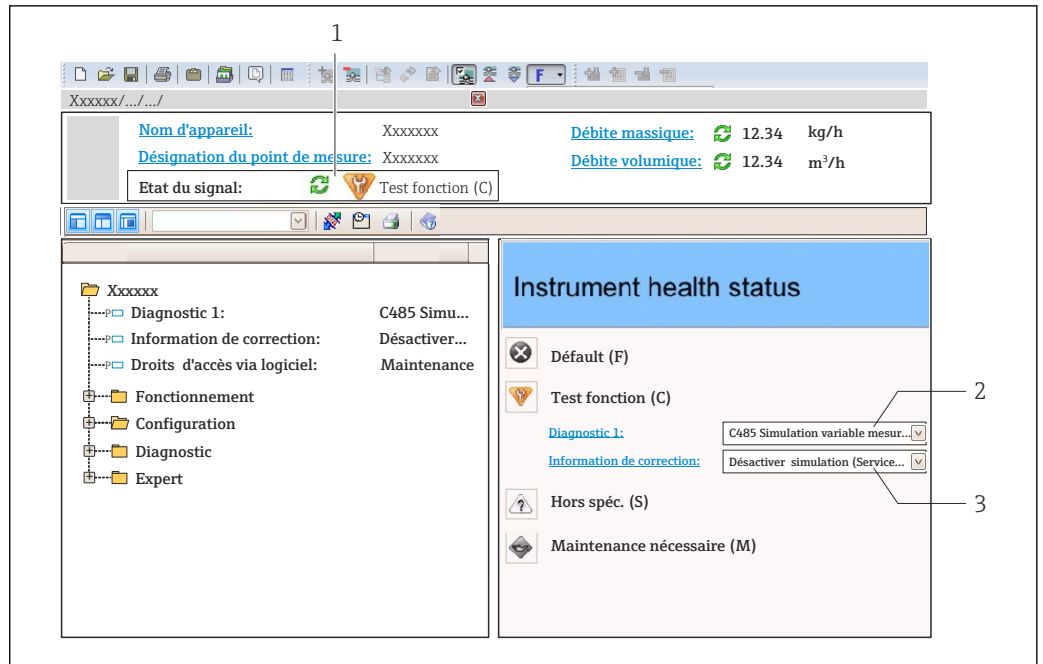 1
F
Xxxxxx/.../.../
Nom d'appareil: Xxxxxxx Débite massique: 12.34 kg/h
Désignation du point de mesure: Xxxxxxx Débite volumique: 12.34 m³/h
Etat du signal: Test fonction (C)
Xxxxxx
Diagnostic 1: C485 Simu...
Information de correction: Désactiver...
Droits d'accès via logiciel: Maintenance
Fonctionnement
Configuration
Diagnostic
Expert
Instrument health status
Défault (F)
Test fonction (C)
2
Diagnostic 1: C485 Simulation variable mesur...
Information de correction: Désactiver simulation (Service...
Hors spéc. (S)
3
Maintenance nécessaire (M)